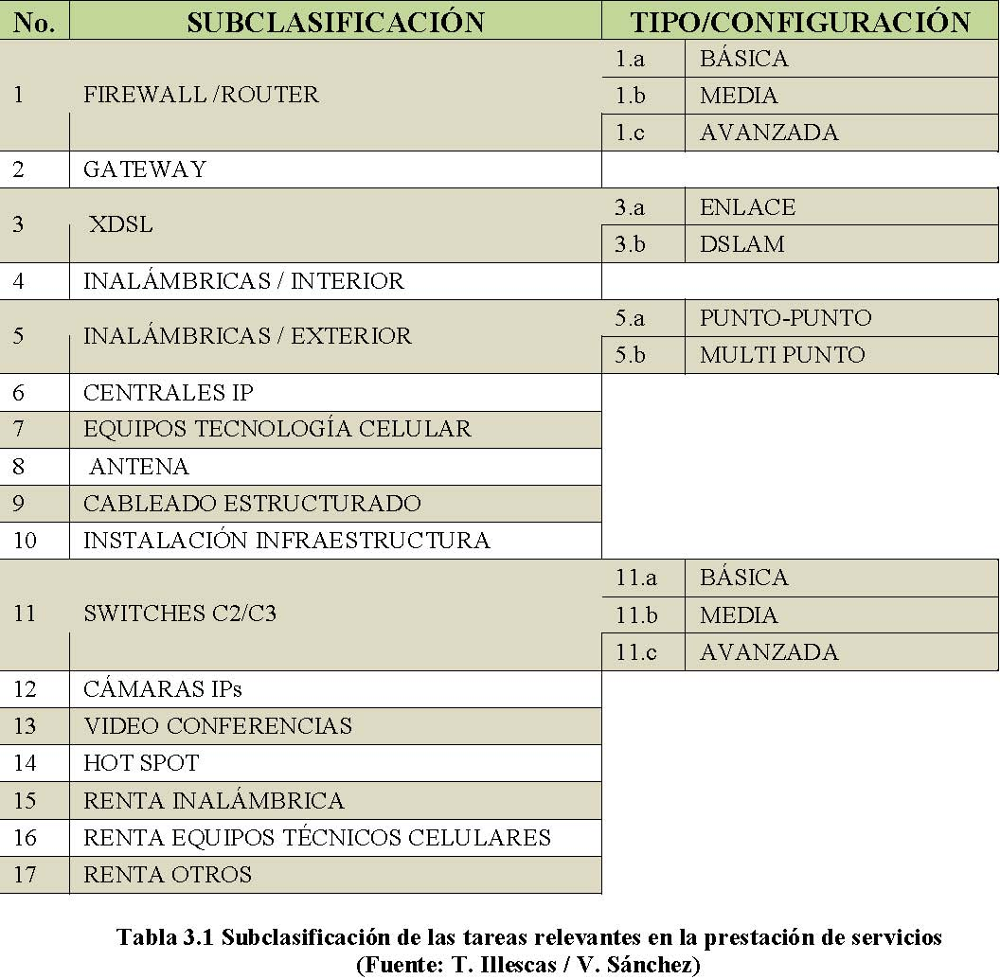 No. SUBCLASIFICACIÓN TIPO/CONFIGURACIÓN
1 FIREWALL /ROUTER
1.a BÁSICA
1.b MEDIA
1.c AVANZADA
2 GATEWAY
3 XDSL
3.a ENLACE
3.b DSLAM
4 INALÁMBRICAS / INTERIOR
5 INALÁMBRICAS / EXTERIOR
5.a PUNTO-PUNTO
5.b MULTI PUNTO
6 CENTRALES IP
7 EQUIPOS TECNOLOGÍA CELULAR
8 ANTENA
9 CABLEADO ESTRUCTURADO
10 INSTALACIÓN INFRAESTRUCTURA
11 SWITCHES C2/C3
11.a BÁSICA
11.b MEDIA
11.c AVANZADA
12 CÁMARAS IPs
13 VIDEO CONFERENCIAS
14 HOT SPOT
15 RENTA INALÁMBRICA
16 RENTA EQUIPOS TÉCNICOS CELULARES
17 RENTA OTROS
Tabla 3.1 Subclasificación de las tareas relevantes en la prestación de servicios
(Fuente: T. Illescas / V. Sánchez)